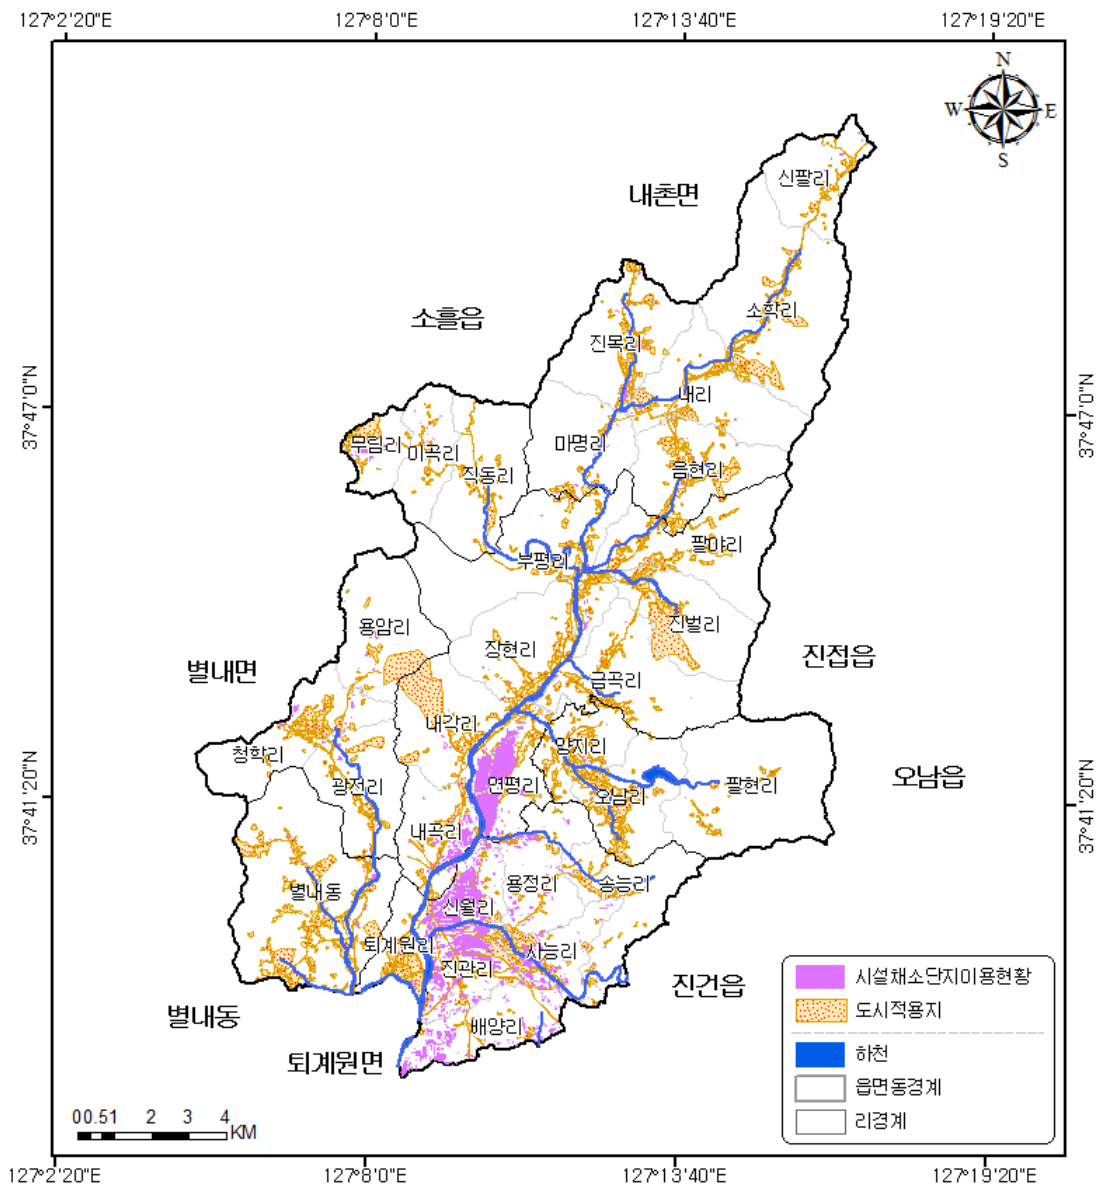 127°2'20"E 127°8'0"E 127°13'40"E 127°19'20"E
N
W E
S
신팔리
내촌면
소학리
소흘읍
진목리
내리
37°47'0"N 37°47'0"N
마명리
무림리
이곡리
음현리
직동리
팔야리
부평리
진벌리
용암리
장현리
진접읍
별내면
금곡리
내각리
양지리
청학리
오남읍
광전리
연평리
팔현리
오남리
37°41'20"N 37°41'20"N
내곡리
용정리
송능리
별내동
신월리
퇴계원리
사능리
진관리
시설채소단지이용현황
진건읍
도시적용지
별내동
배양리
하천
퇴계원면
읍면동경계
리경계
00.51 2 3 4
KM
127°2'20"E 127°8'0"E 127°13'40"E 127°19'20"E